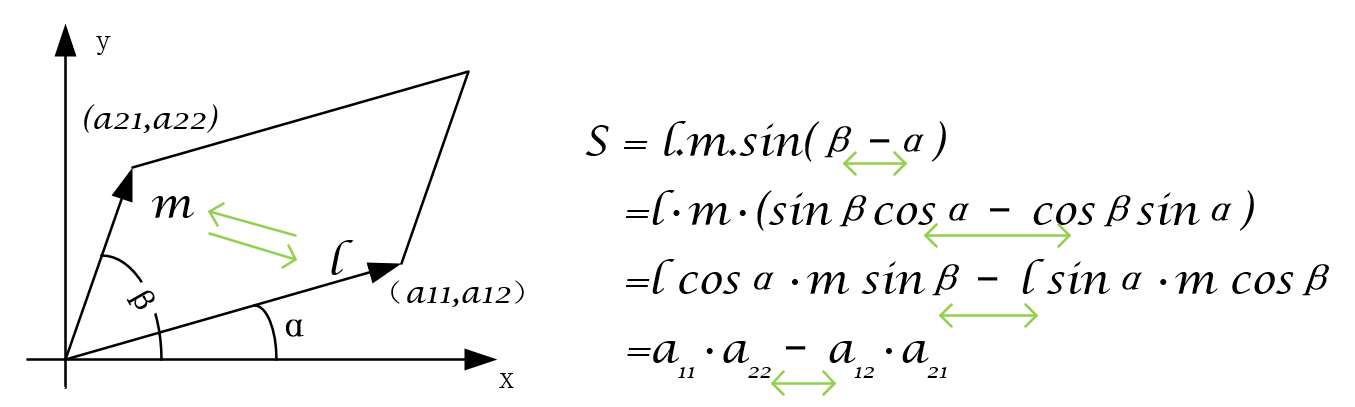 y
(a21,a22)
m
l
(a11,a12)
β
α
x
S = l.m.sin(β - α)
=l·m·(sin β cos α - cos β sin α)
=l cos α ·m sin β - l sin α ·m cos β
=a₁₁ ·a₂₂ - a₁₂ ·a₂₁